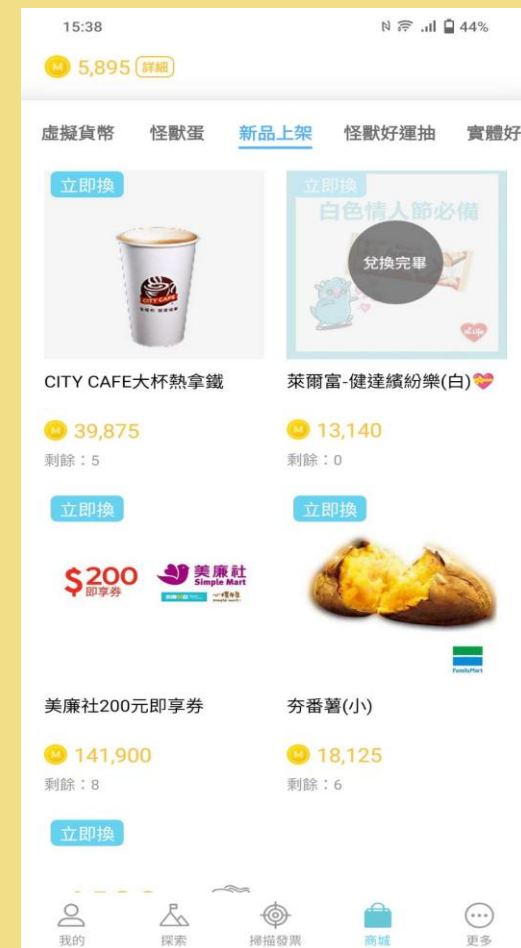 15:38
44%
5,895 詳細
虛擬貨幣 怪獸蛋 新品上架 怪獸好運抽 實體好
立即換
CITY CAFE
CITY CAFE大杯熱拿鐵
39,875
剩餘：5
立即換
白色情人節必備
兌換完畢
萊爾富-健達繽紛樂(白)
13,140
剩餘：0
立即換
$200
即享券
美廉社
Simple Mart
美廉社200元即享券
141,900
剩餘：8
立即換
FamilyMart
夯番薯(小)
18,125
剩餘：6
立即換
我的 探索 掃描發票 商城 更多